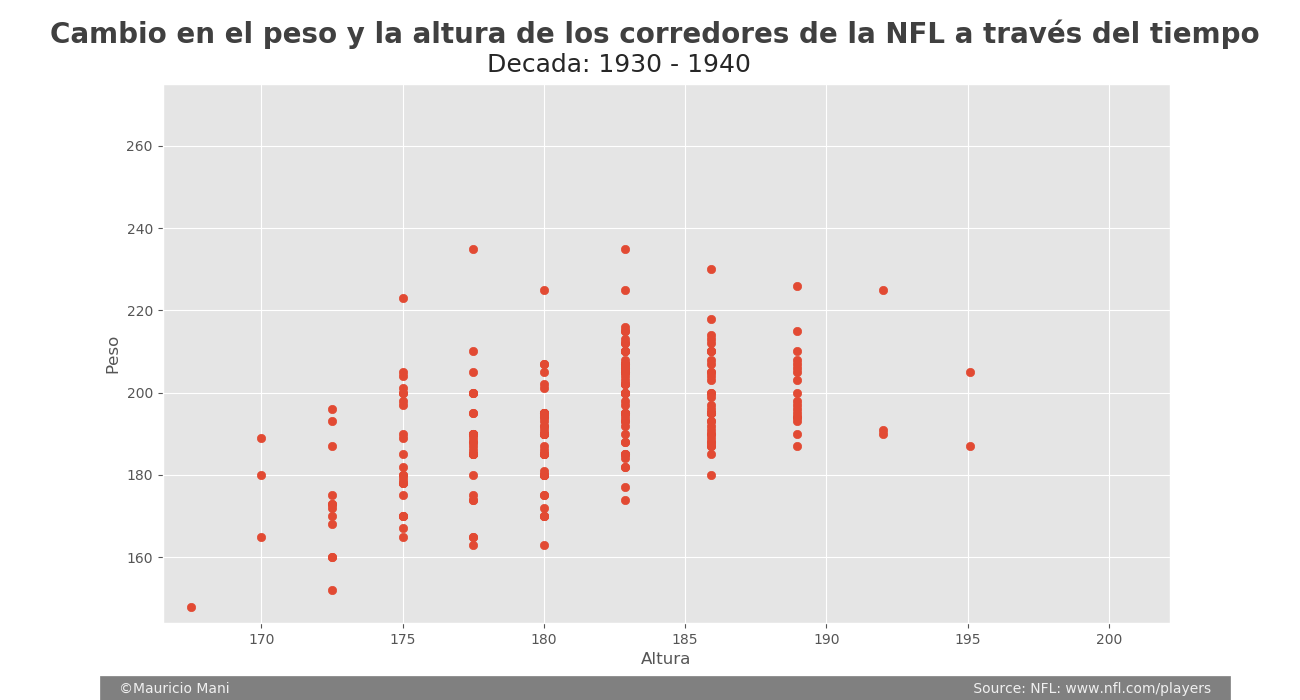 Cambio en el peso y la altura de los corredores de la NFL a través del tiempo
Decada: 1930 - 1940
260
240
220
200
180
160
Peso
170 175 180 185 190 195 200
Altura
©Mauricio Mani Source: NFL: www.nfl.com/players